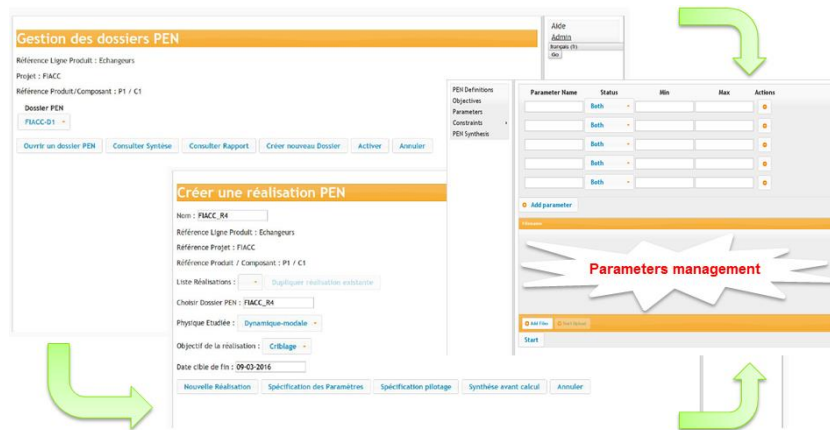 Gestion des dossiers PEN
Référence Ligne Produit : Echangeurs
Projet : FIACC
Référence Produit/Composant : P1 / C1
Dossier PEN
FIACC-D1
Ouvrir un dossier PEN Consulter Syntèse Consulter Rapport Créer nouveau Dossier Activer Annuler
Aide
Admin
français (fr)
Go
PEN Definitions
Objectives
Parameters
Constraints
PEN Synthesis
Parameter Name Status Min Max Actions
Both
Both
Both
Both
Both
Add parameter
Parameters management
Add Files Start Upload
Start
Créer une réalisation PEN
Nom : FIACC_R4
Référence Ligne Produit : Echangeurs
Référence Projet : FIACC
Référence Produit / Composant : P1 / C1
Liste Réalisations : Dupliquer réalisation existante
Choisir Dossier PEN : FIACC_R4
Physique Etudiée : Dynamique-modale
Objectif de la réalisation : Criblage
Date cible de fin : 09-03-2016
Nouvelle Réalisation Spécification des Paramètres Spécification pilotage Synthèse avant calcul Annuler